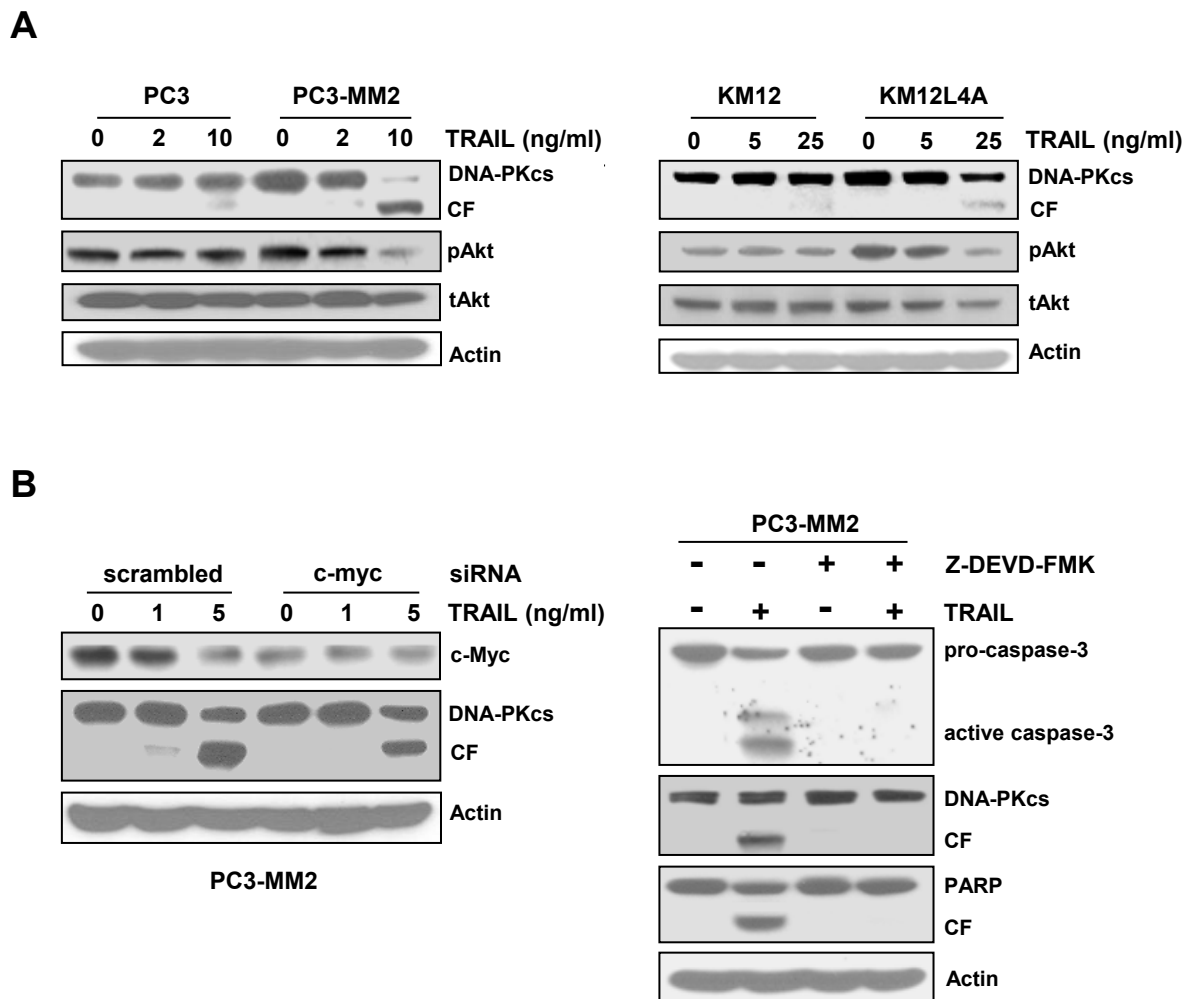 A
PC3 PC3-MM2
0 2 10 0 2 10 TRAIL (ng/ml)
DNA-PKcs
CF
pAkt
tAkt
Actin
KM12 KM12L4A
0 5 25 0 5 25 TRAIL (ng/ml)
DNA-PKcs
CF
pAkt
tAkt
Actin
B
scrambled c-myc siRNA
0 1 5 0 1 5 TRAIL (ng/ml)
c-Myc
DNA-PKcs
CF
Actin
PC3-MM2
PC3-MM2
- - + + Z-DEVD-FMK
- + - + TRAIL
pro-caspase-3
active caspase-3
DNA-PKcs
CF
PARP
CF
Actin